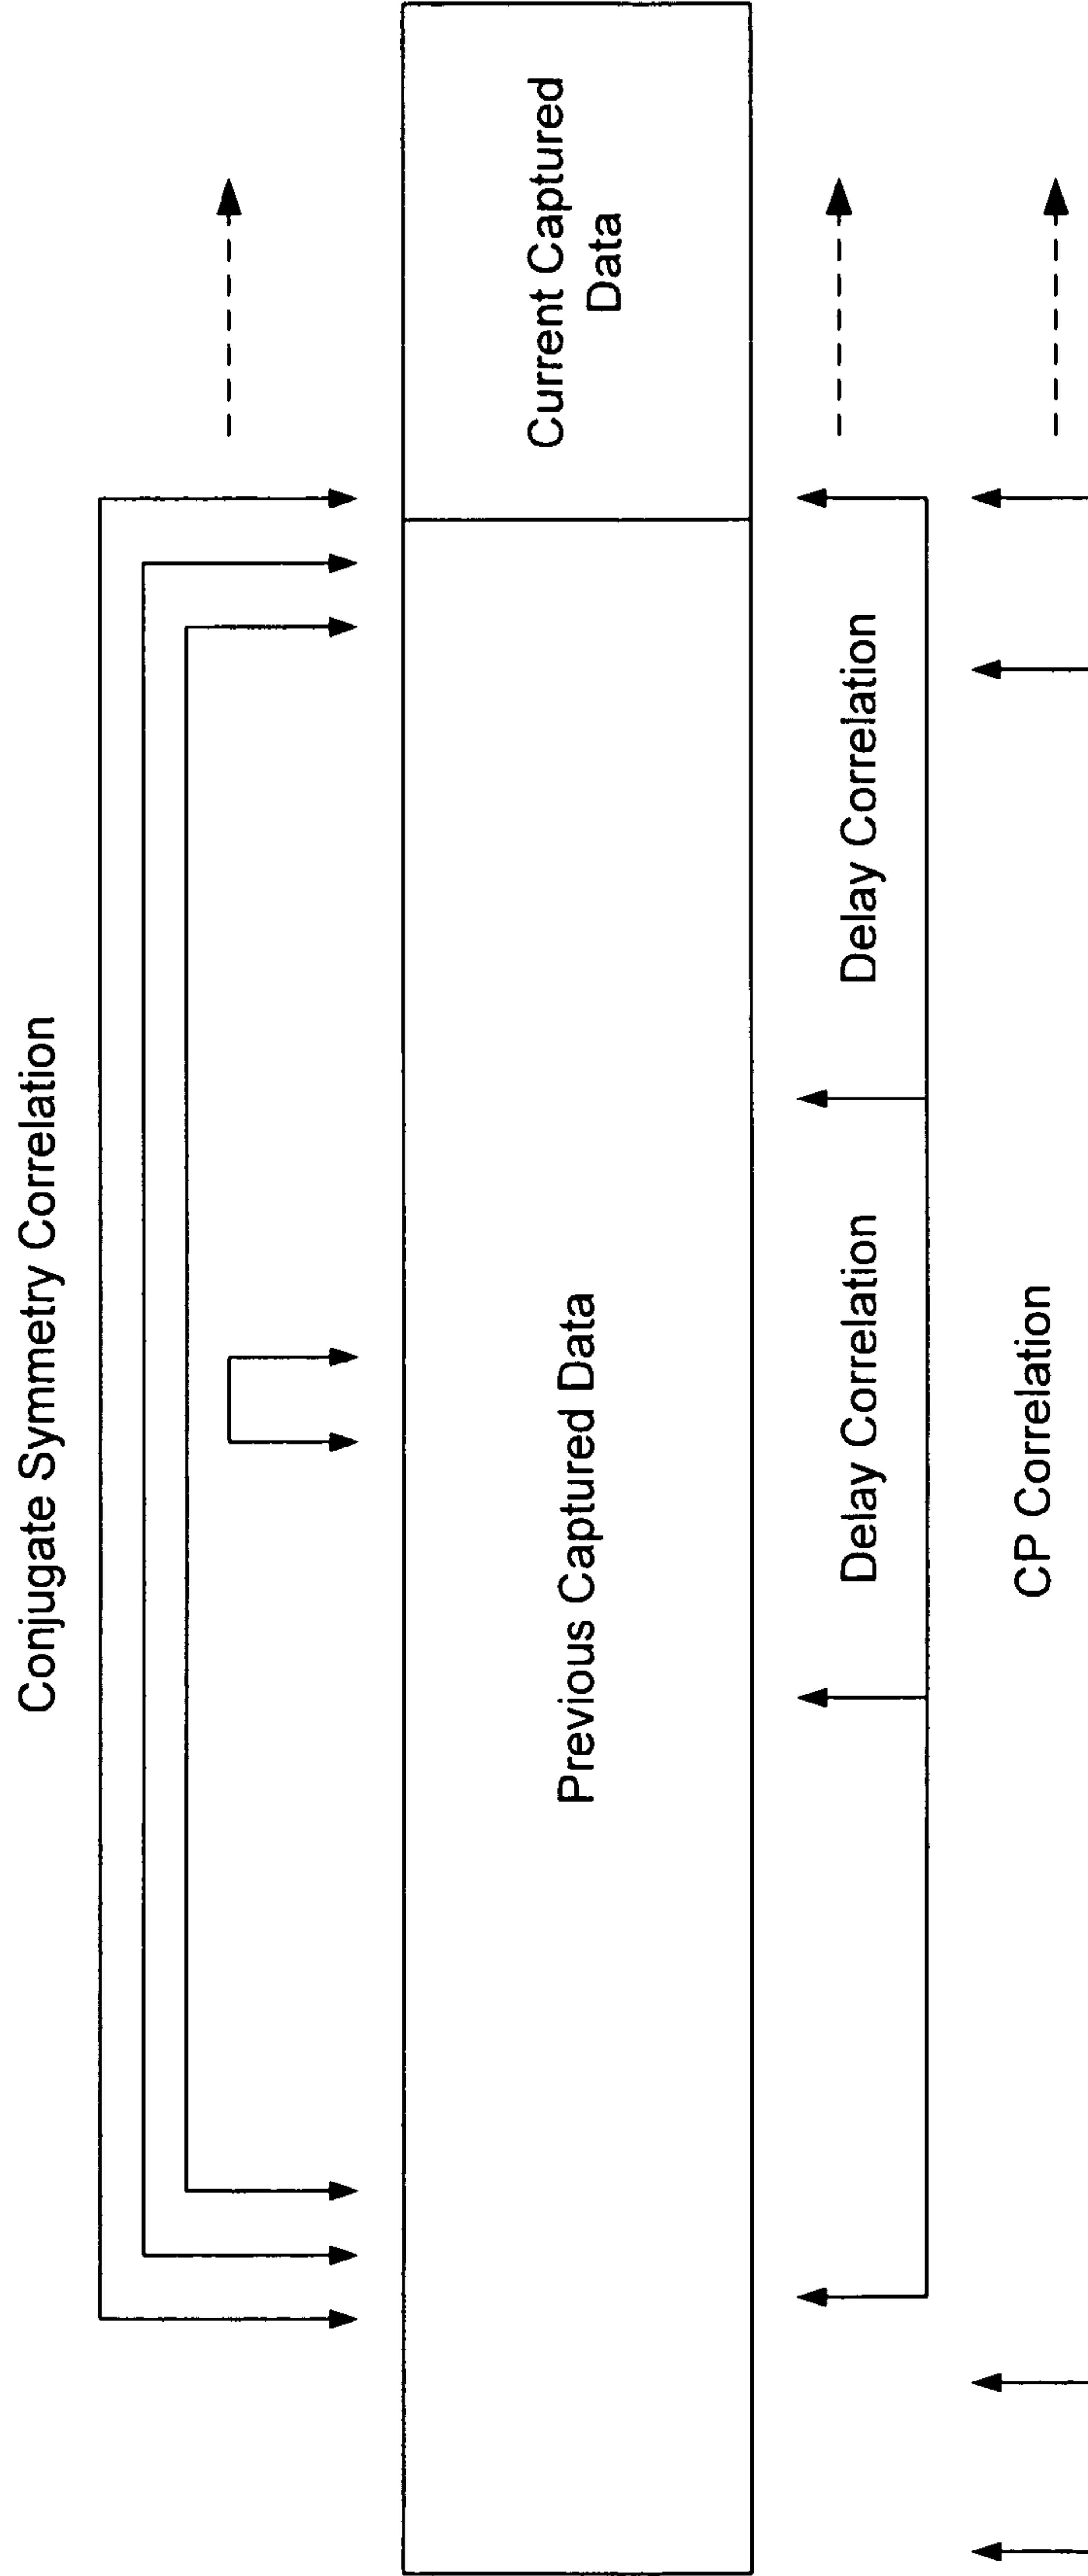 Conjugate Symmetry Correlation
Previous Captured Data
Current Captured
Data
Delay Correlation
Delay Correlation
CP Correlation